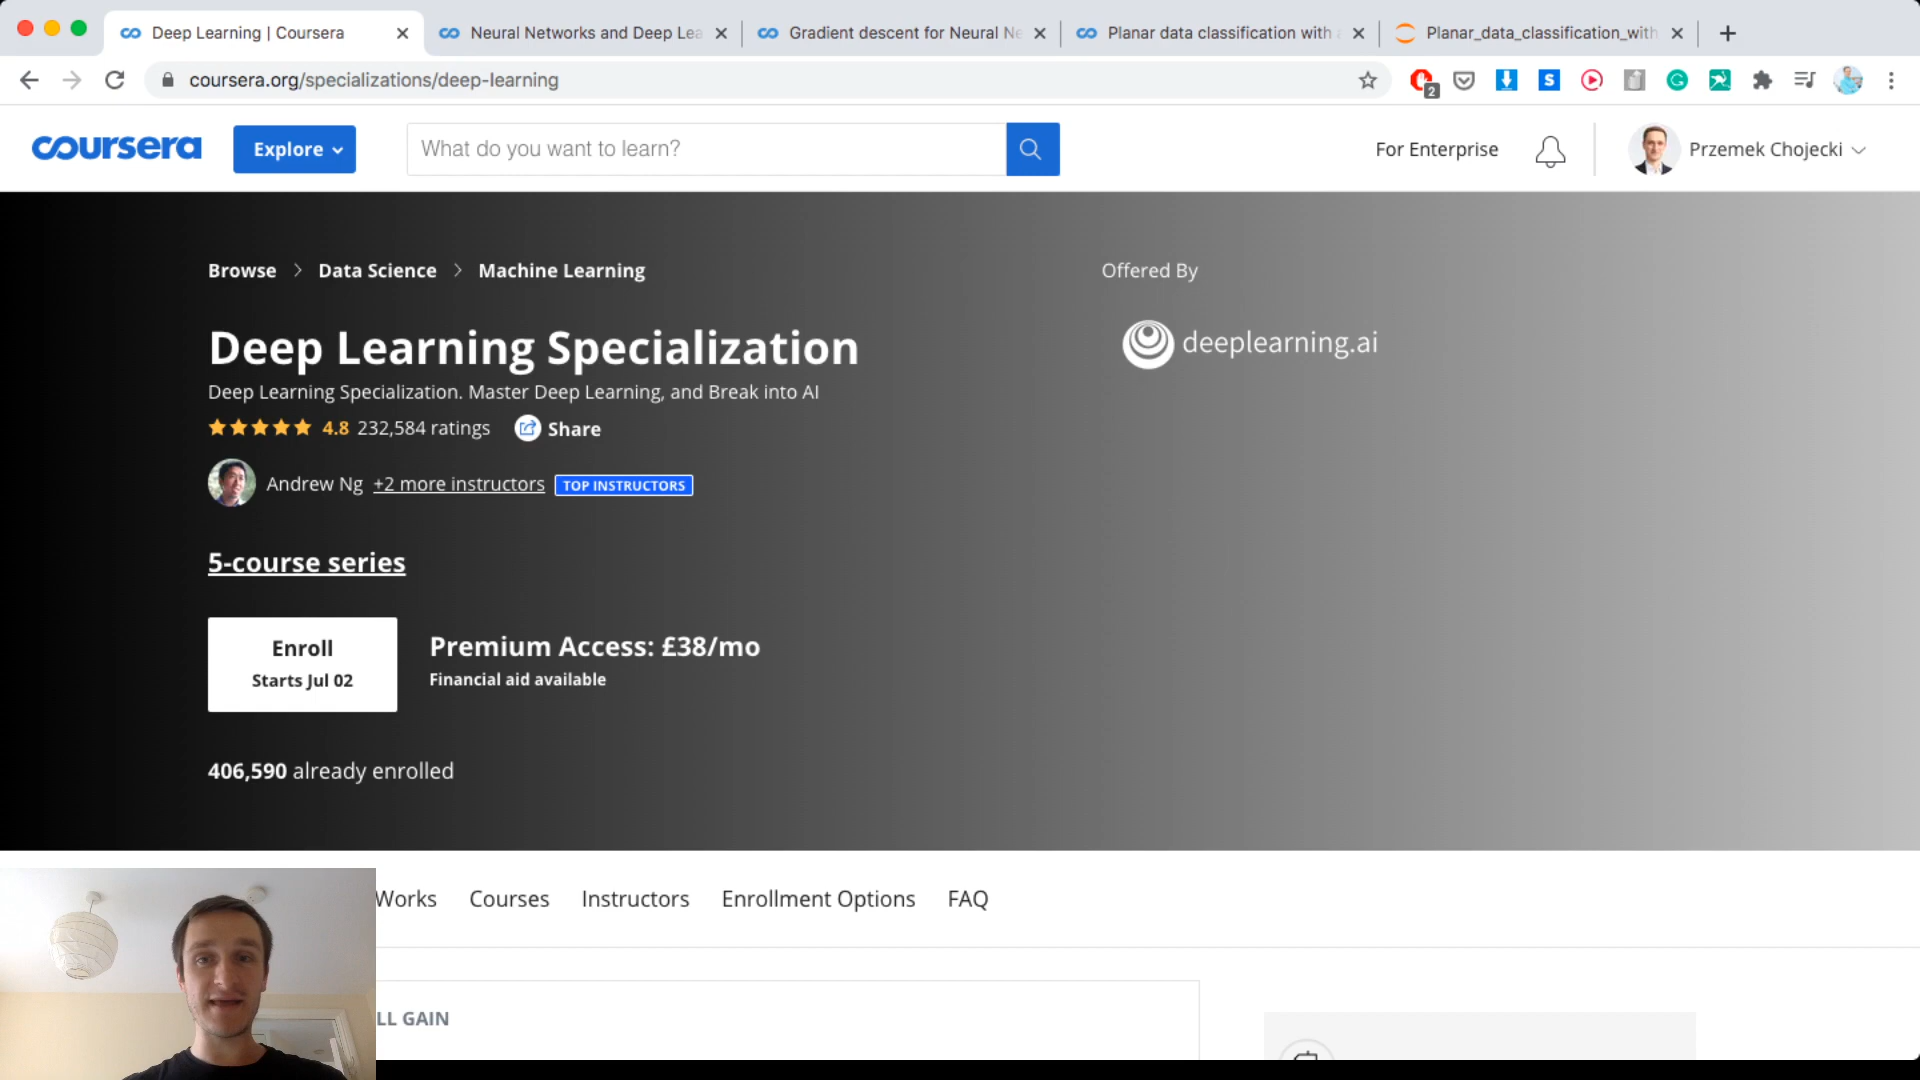 Deep Learning | Coursera
Neural Networks and Deep Lea
Gradient descent for Neural Ne
Planar data classification with a
Planar_data_classification_with
coursera.org/specializations/deep-learning
2
S
G
coursera
Explore
What do you want to learn?
For Enterprise
Przemek Chojecki
Browse > Data Science > Machine Learning
Offered By
deeplearning.ai
Deep Learning Specialization
Deep Learning Specialization. Master Deep Learning, and Break into AI
4.8 232,584 ratings Share
Andrew Ng +2 more instructors TOP INSTRUCTORS
5-course series
Enroll
Starts Jul 02
Premium Access: £38/mo
Financial aid available
406,590 already enrolled
Works Courses Instructors Enrollment Options FAQ
LL GAIN